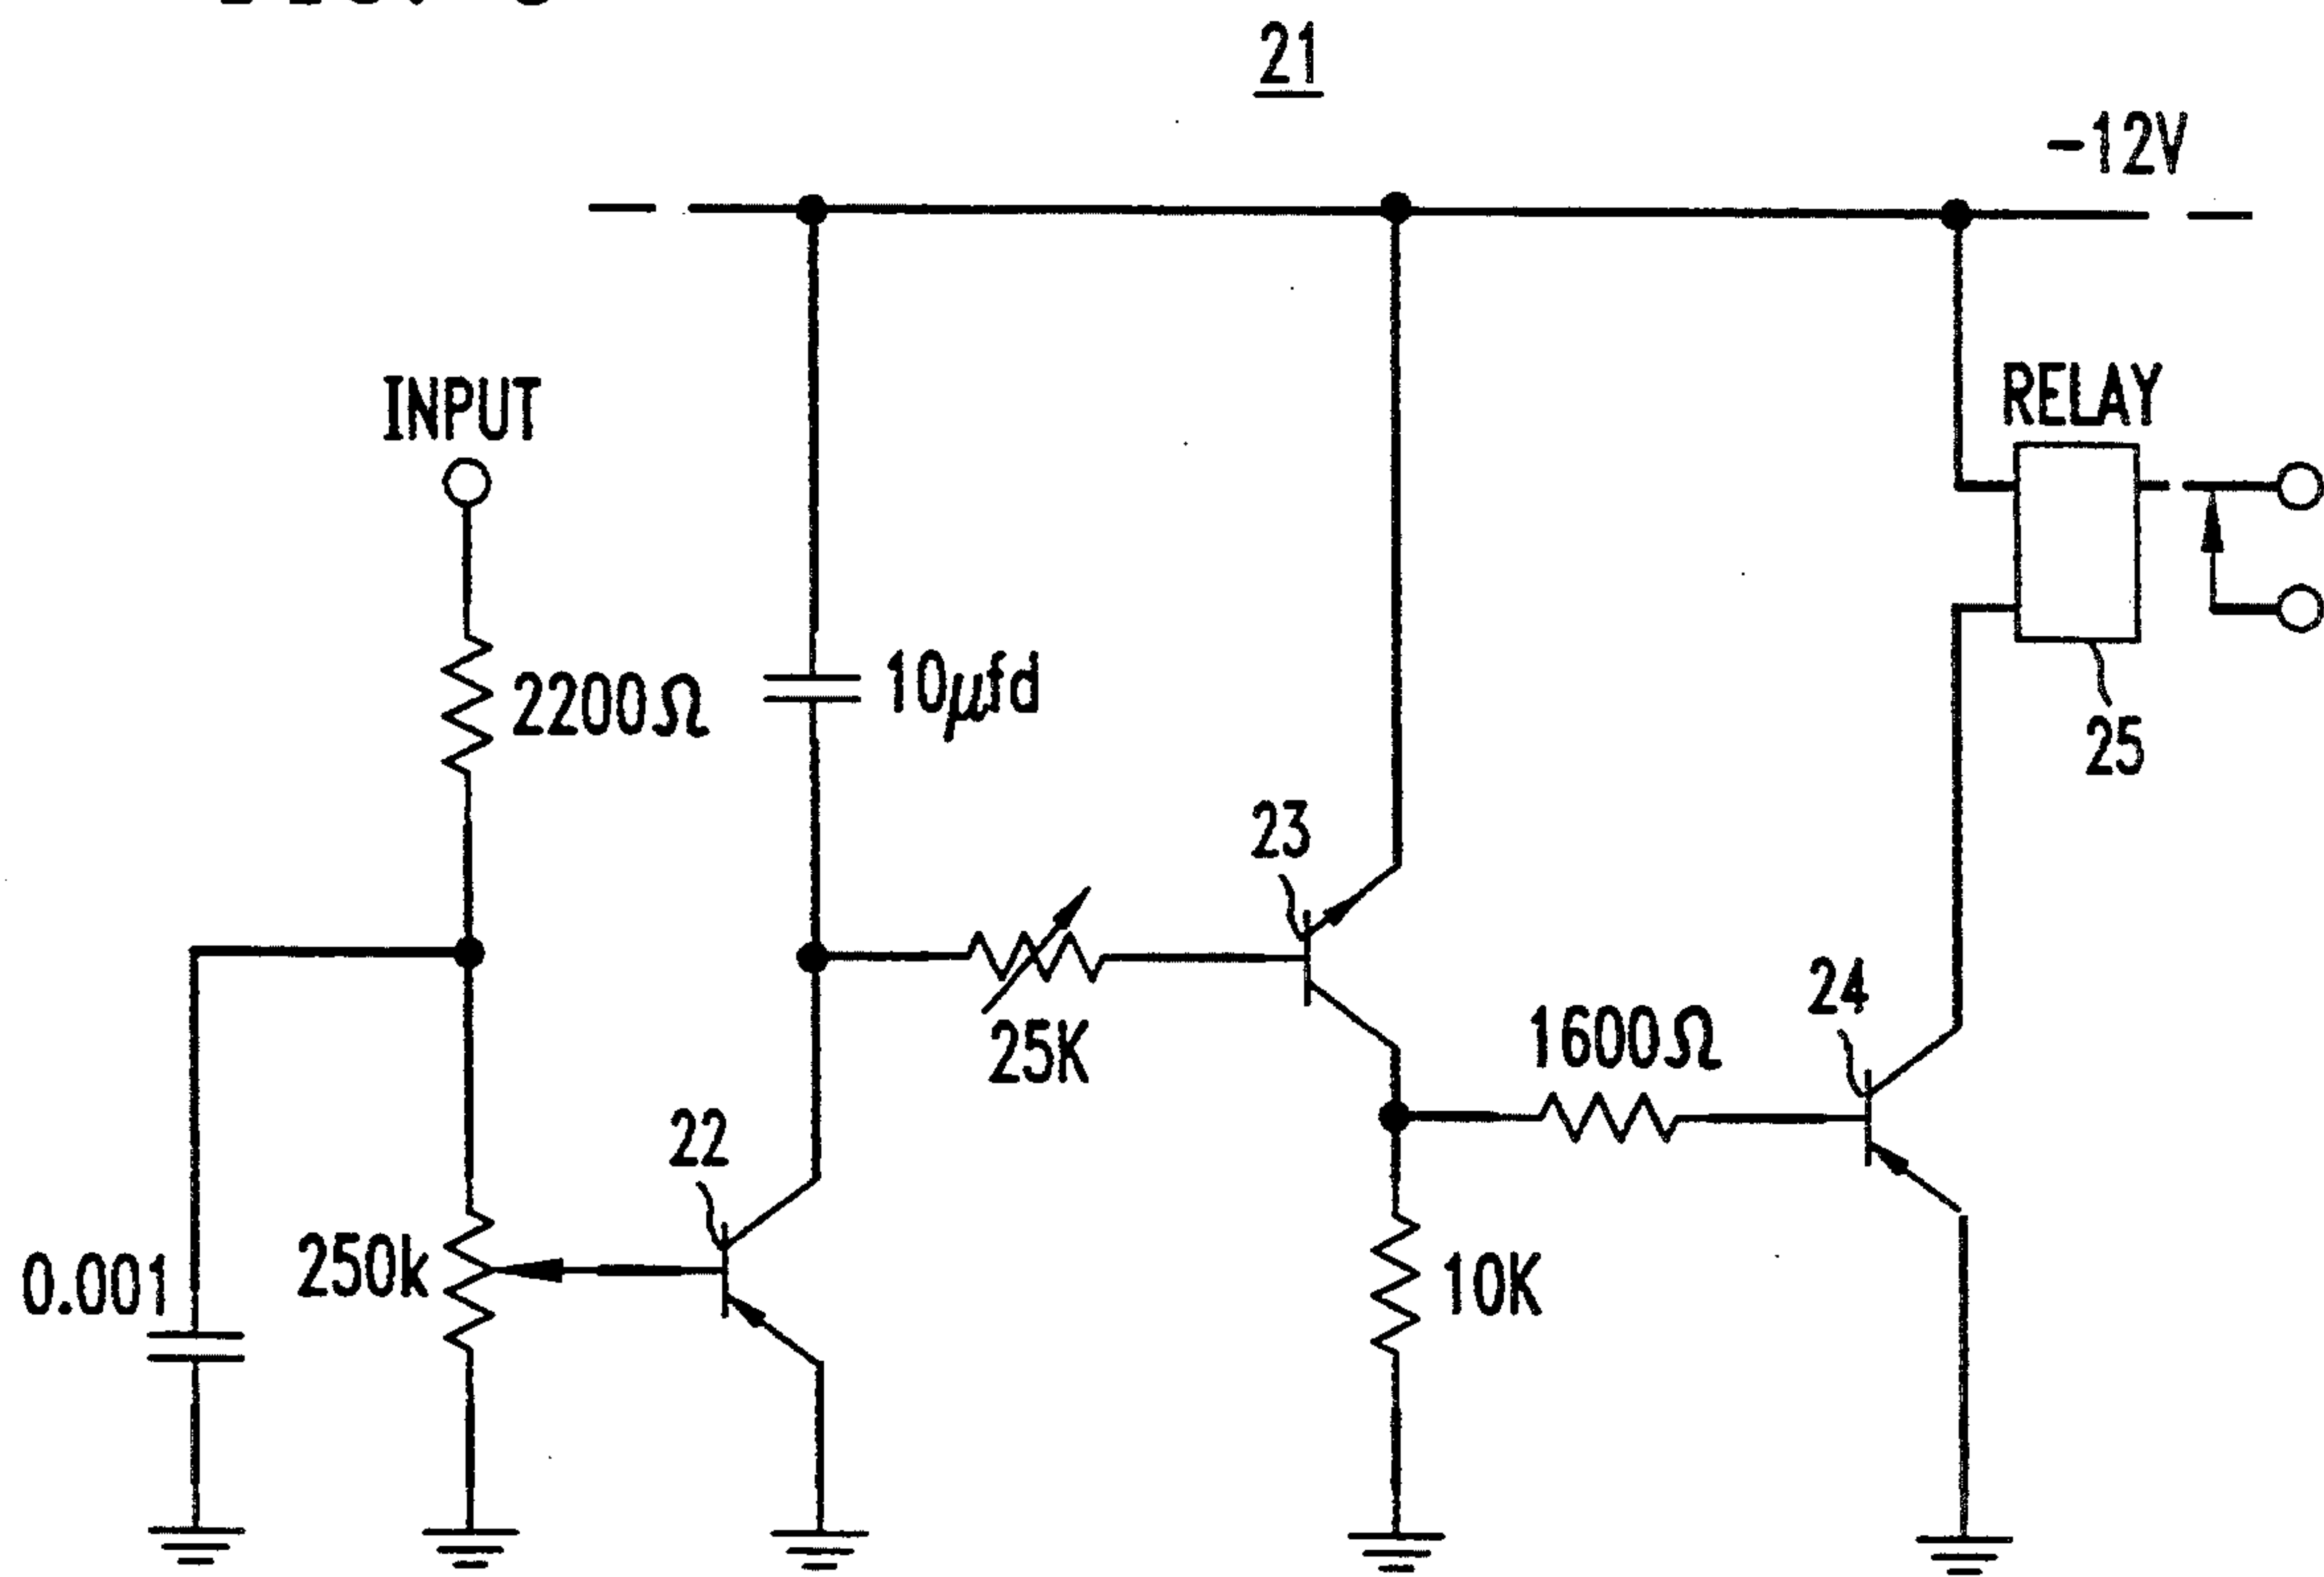 21
-12V
INPUT
RELAY
2200Ω
10μfd
25
23
25K
24
1600Ω
22
0.001
250k
10K